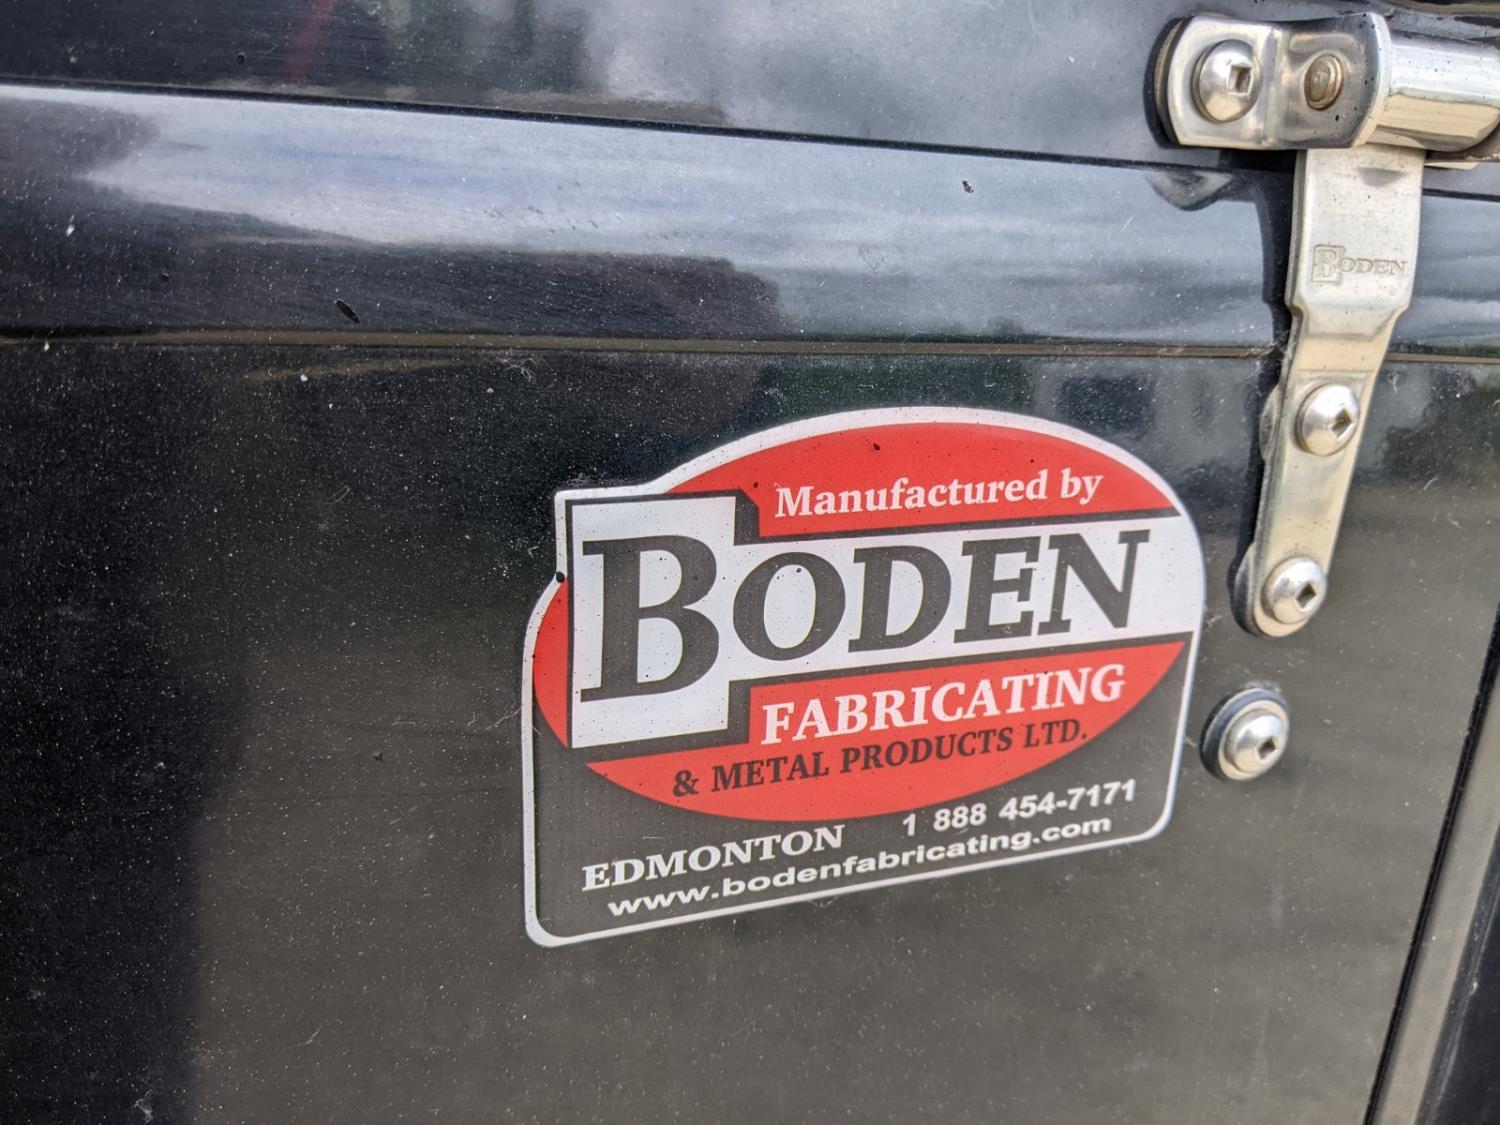 BODEN
Manufactured by
BODEN
FABRICATING
& METAL PRODUCTS LTD.
EDMONTON 1 888 454-7171
www.bodenfabricating.com